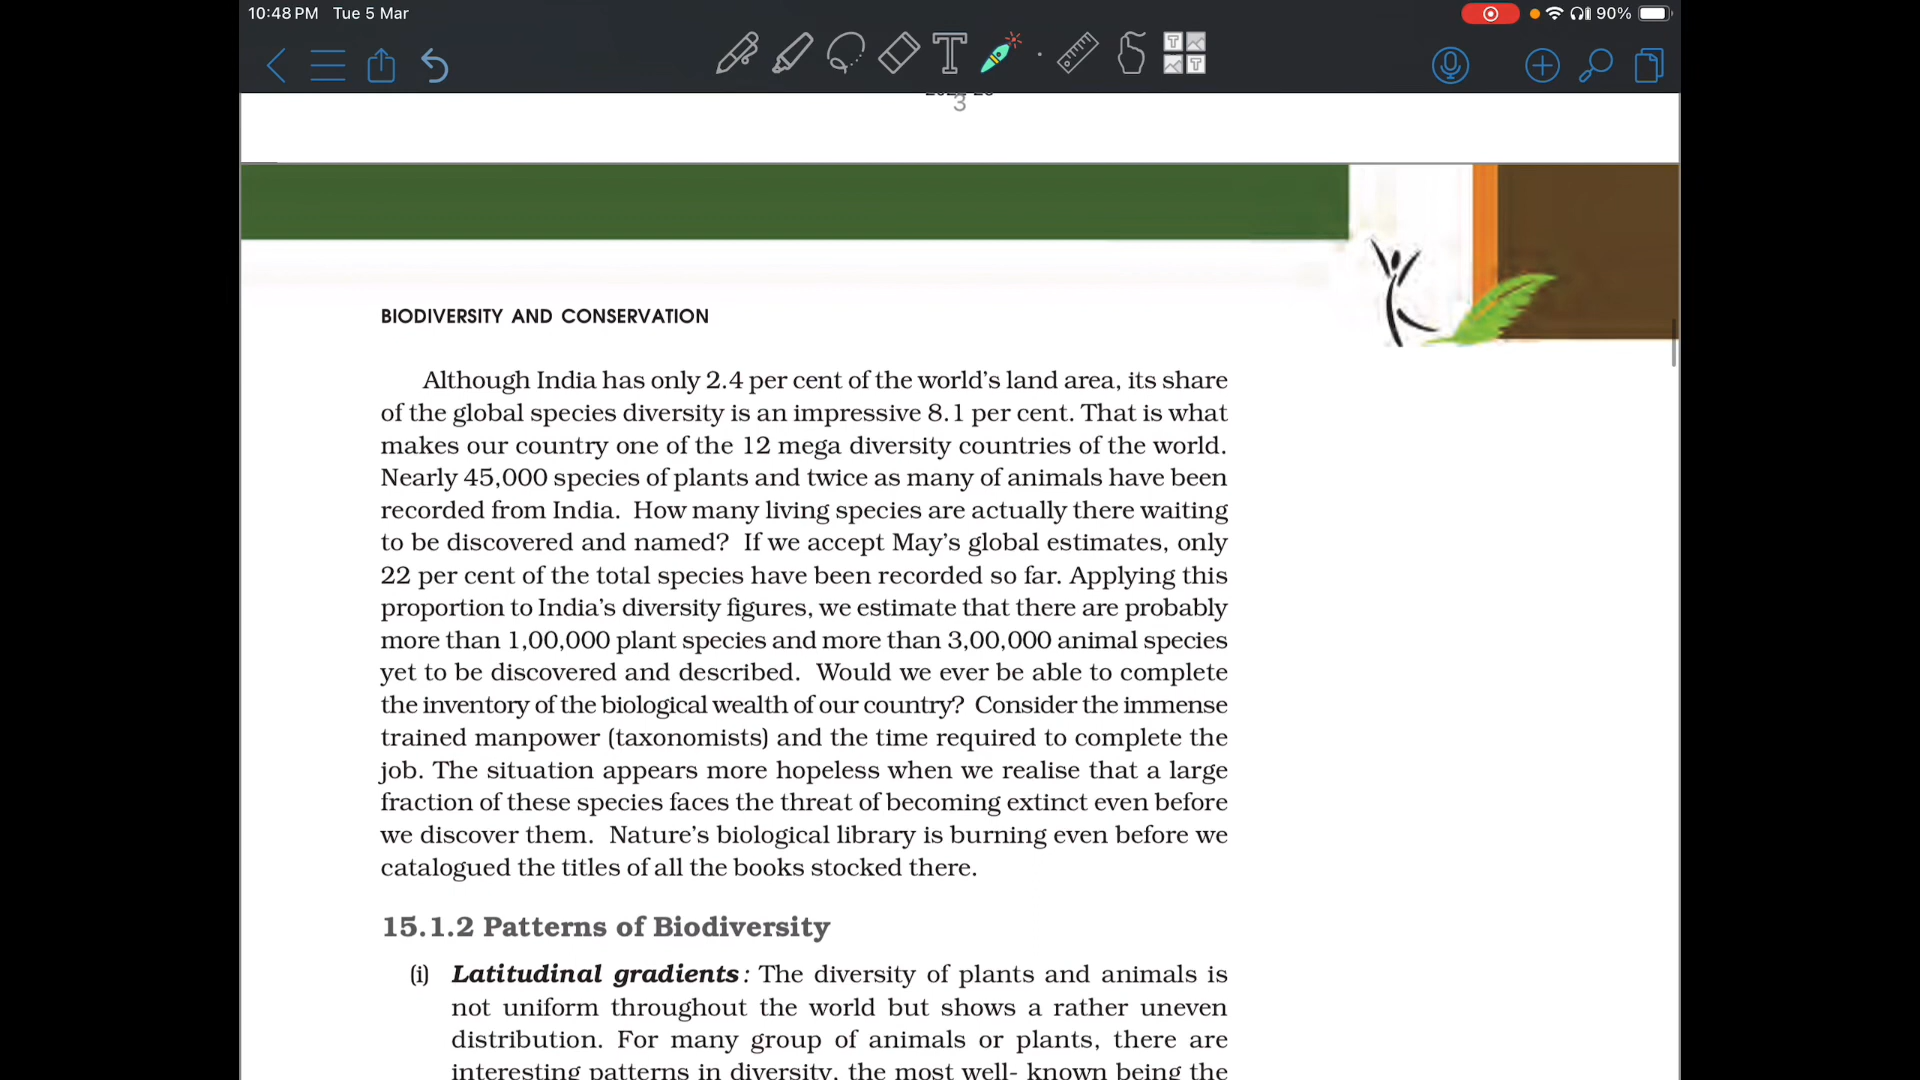 10:48 PM Tue 5 Mar
90%
3
BIODIVERSITY AND CONSERVATION
Although India has only 2.4 per cent of the world's land area, its share
of the global species diversity is an impressive 8.1 per cent. That is what
makes our country one of the 12 mega diversity countries of the world.
Nearly 45,000 species of plants and twice as many of animals have been
recorded from India. How many living species are actually there waiting
to be discovered and named? If we accept May's global estimates, only
22 per cent of the total species have been recorded so far. Applying this
proportion to India's diversity figures, we estimate that there are probably
more than 1,00,000 plant species and more than 3,00,000 animal species
yet to be discovered and described. Would we ever be able to complete
the inventory of the biological wealth of our country? Consider the immense
trained manpower (taxonomists) and the time required to complete the
job. The situation appears more hopeless when we realise that a large
fraction of these species faces the threat of becoming extinct even before
we discover them. Nature's biological library is burning even before we
catalogued the titles of all the books stocked there.
15.1.2 Patterns of Biodiversity
(i) Latitudinal gradients: The diversity of plants and animals is
not uniform throughout the world but shows a rather uneven
distribution. For many group of animals or plants, there are
interesting patterns in diversity, the most well- known being the